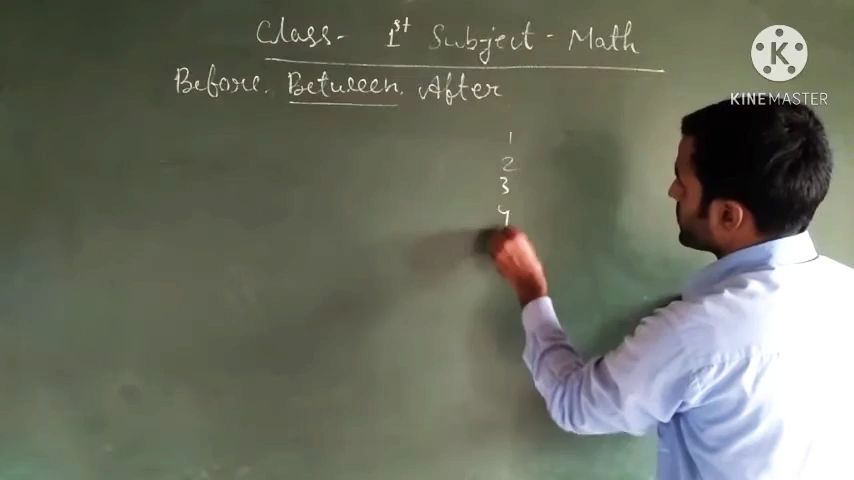 Class- 1st Subject - Math
Before. Between. After
1
2
3
4
K
KINEMASTER